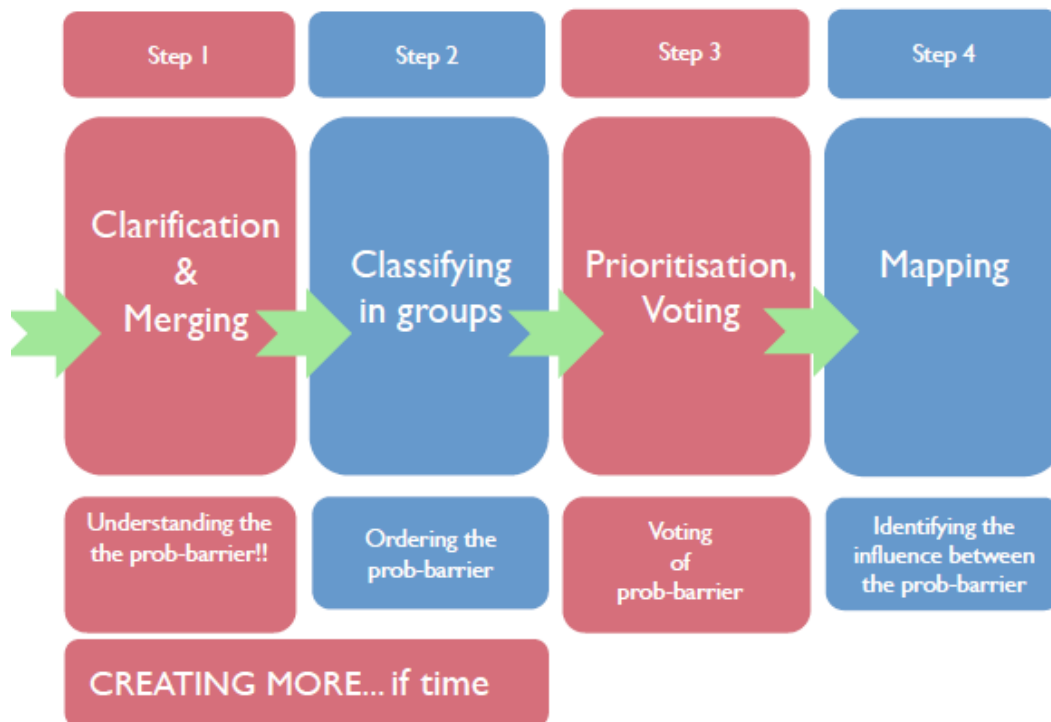 Step 1
Step 2
Step 3
Step 4
Clarification
&
Merging
Classifying
in groups
Prioritisation,
Voting
Mapping
Understanding the
the prob-barrier!!
Ordering the
prob-barrier
Voting
of
prob-barrier
Identifying the
influence between
the prob-barrier
CREATING MORE... if time